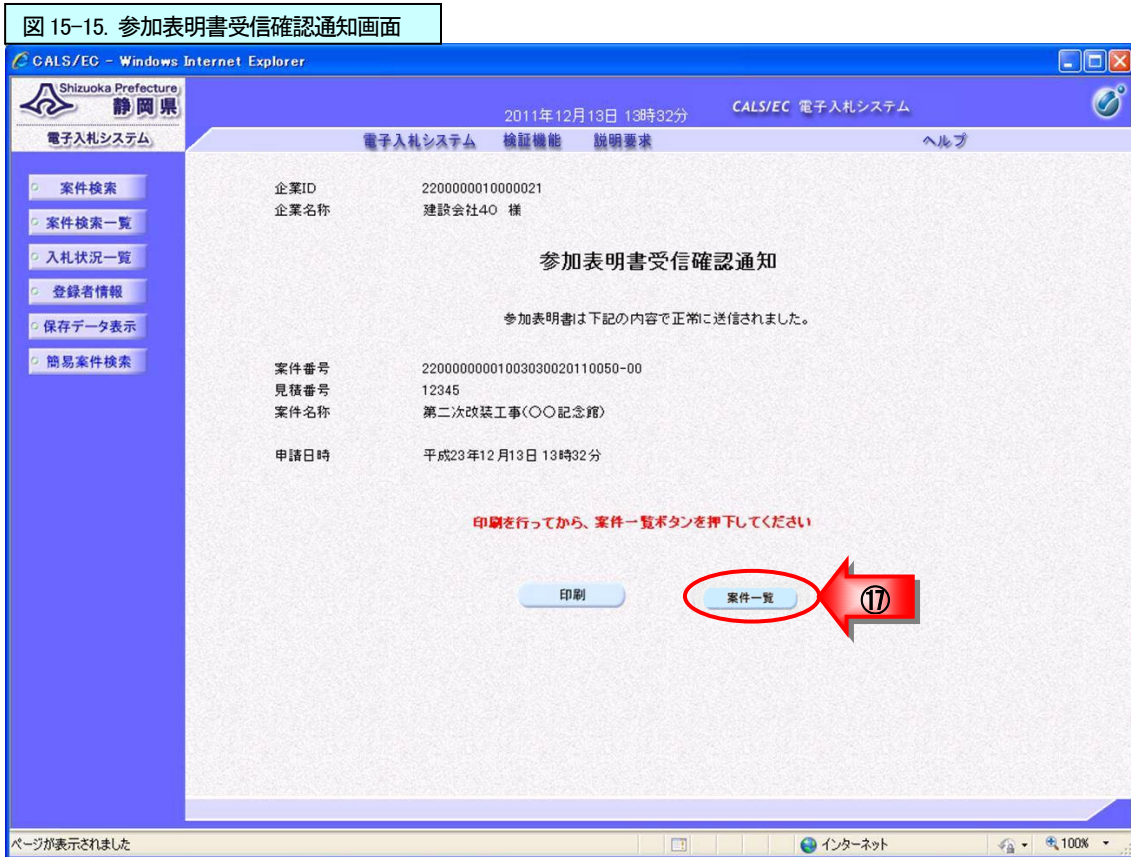 図 15-15. 参加表明書受信確認通知画面
CALS/EC - Windows Internet Explorer
Shizuoka Prefecture
静岡県
2011年12月13日 13時32分
CALS/EC 電子入札システム
電子入札システム
電子入札システム 検証機能 説明要求 ヘルプ
案件検索
案件検索一覧
入札状況一覧
登録者情報
保存データ表示
簡易案件検索
企業ID 2200000010000021
企業名称 建設会社40 様
参加表明書受信確認通知
参加表明書は下記の内容で正常に送信されました。
案件番号 22000000001003030020110050-00
見積番号 12345
案件名称 第二次改装工事(〇〇記念館)
申請日時 平成23年12月13日 13時32分
印刷を行ってから、案件一覧ボタンを押下してください
印刷 案件一覧 ⑰
ページが表示されました インターネット 100%